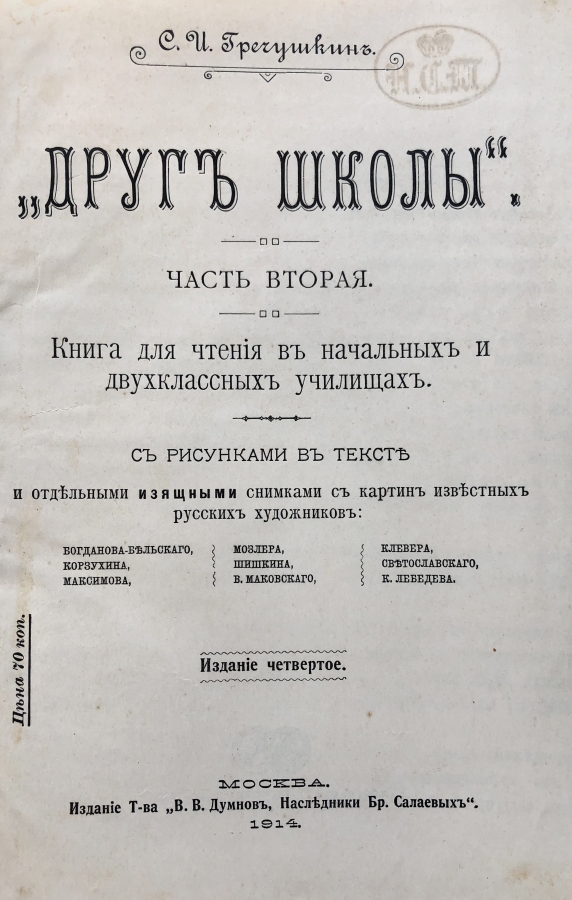 С. И. Гречушкинъ.
„ДРУГЪ ШКОЛЫ“.
ЧАСТЬ ВТОРАЯ.
Книга для чтенія въ начальныхъ и
двухклассныхъ училищахъ.
СЪ РИСУНКАМИ ВЪ ТЕКСТѢ
и отдѣльными изящными снимками съ картинъ извѣстныхъ
русскихъ художниковъ:
БОГДАНОВА-БѢЛЬСКАГО,
КОРЗУХИНА,
МАКСИМОВА,
МОЗЛЕРА,
ШИШКИНА,
В. МАКОВСКАГО,
КЛЕВЕРА,
СВѢТОСЛАВСКАГО,
К. ЛЕБЕДЕВА.
Цѣна 70 коп.
Изданіе четвертое.
МОСКВА.
Изданіе Т-ва „В. В. Думновъ, Наслѣдники Бр. Салаевыхъ“.
1914.